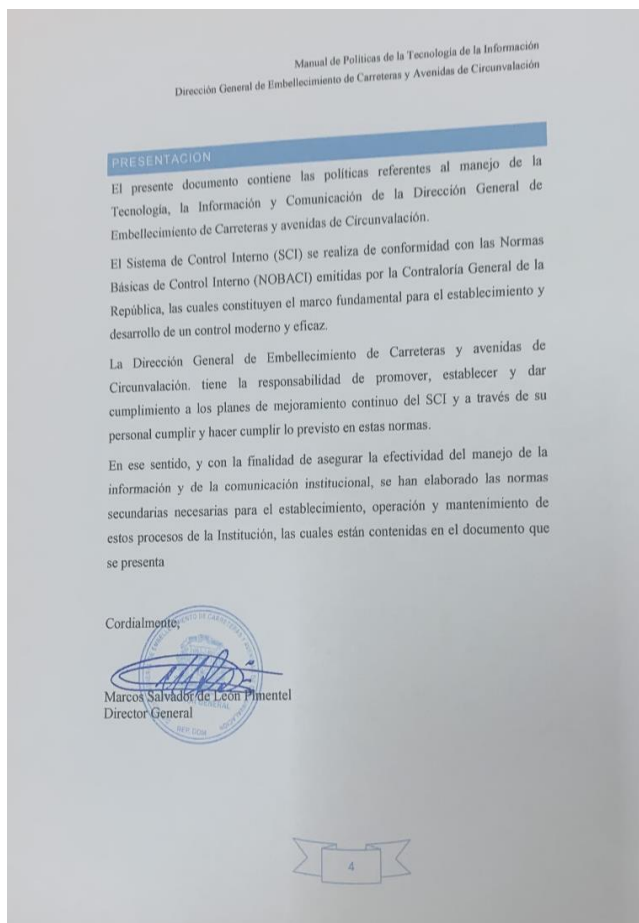 Manual de Políticas de la Tecnología de la Información
Dirección General de Embellecimiento de Carreteras y Avenidas de Circunvalación
PRESENTACION
El presente documento contiene las políticas referentes al manejo de la
Tecnología, la Información y Comunicación de la Dirección General de
Embellecimiento de Carreteras y avenidas de Circunvalación.
El Sistema de Control Interno (SCI) se realiza de conformidad con las Normas
Básicas de Control Interno (NOBACI) emitidas por la Contraloría General de la
República, las cuales constituyen el marco fundamental para el establecimiento y
desarrollo de un control moderno y eficaz.
La Dirección General de Embellecimiento de Carreteras y avenidas de
Circunvalación. tiene la responsabilidad de promover, establecer y dar
cumplimiento a los planes de mejoramiento continuo del SCI y a través de su
personal cumplir y hacer cumplir lo previsto en estas normas.
En ese sentido, y con la finalidad de asegurar la efectividad del manejo de la
información y de la comunicación institucional, se han elaborado las normas
secundarias necesarias para el establecimiento, operación y mantenimiento de
estos procesos de la Institución, las cuales están contenidas en el documento que
se presenta
Cordialmente,
Marcos Salvador de León Pimentel
Director General
REP. DOM
4